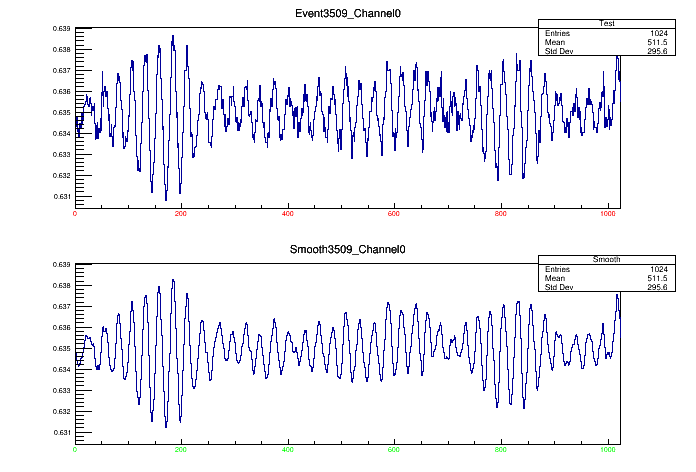 Event3509_Channel0
Test
Entries 1024
Mean 511.5
Std Dev 295.6
0.639
0.638
0.637
0.636
0.635
0.634
0.633
0.632
0.631
0 200 400 600 800 1000
Smooth3509_Channel0
Smooth
Entries 1024
Mean 511.5
Std Dev 295.6
0.639
0.638
0.637
0.636
0.635
0.634
0.633
0.632
0.631
0 200 400 600 800 1000